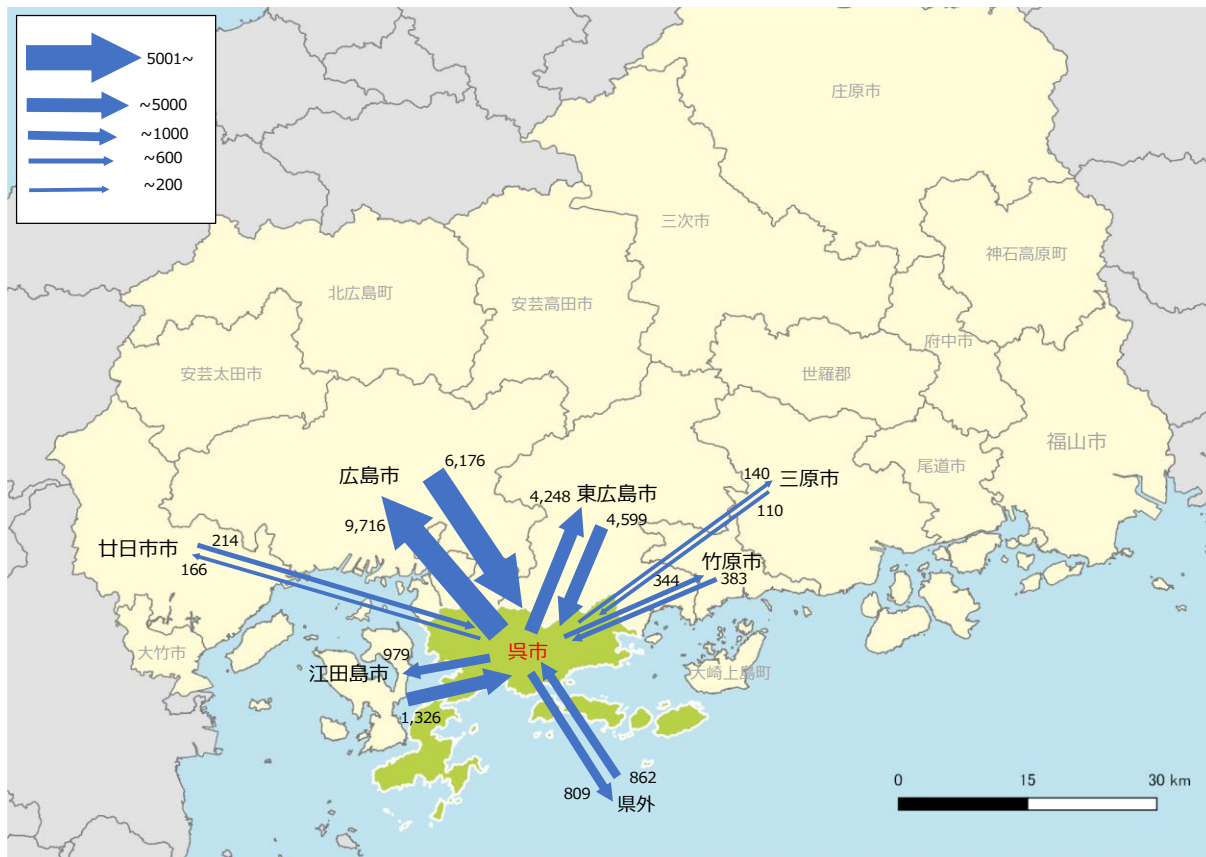 5001~
~5000
~1000
~600
~200
庄原市
三次市
神石高原町
北広島町
安芸高田市
府中市
安芸太田市
世羅郡
福山市
尾道市
広島市
6,176
9,716
東広島市
4,248
4,599
三原市
140
110
廿日市市
214
166
竹原市
344
383
呉市
大竹市
江田島市
979
1,326
大崎上島町
862
809
県外
0
15
30 km